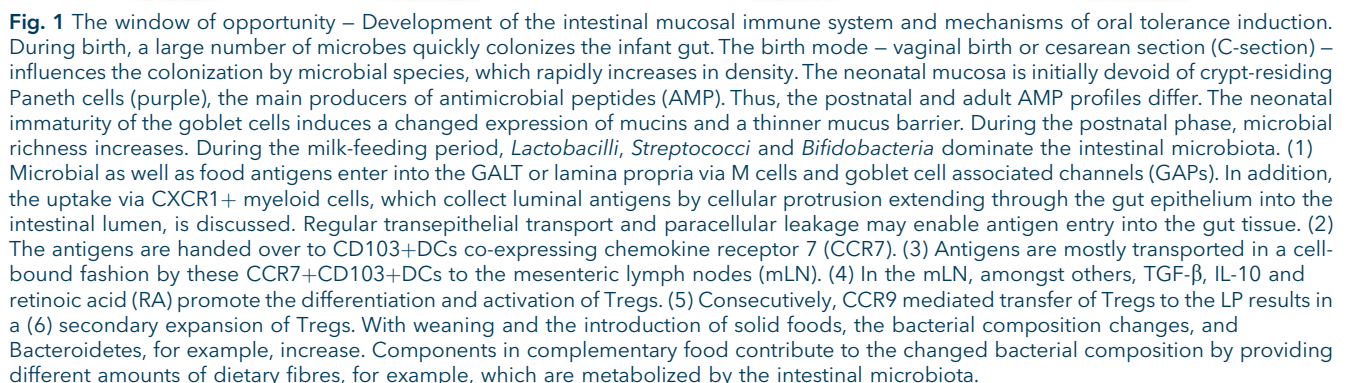 Fig. 1 The window of opportunity – Development of the intestinal mucosal immune system and mechanisms of oral tolerance induction.
During birth, a large number of microbes quickly colonizes the infant gut. The birth mode – vaginal birth or cesarean section (C-section) –
influences the colonization by microbial species, which rapidly increases in density. The neonatal mucosa is initially devoid of crypt-residing
Paneth cells (purple), the main producers of antimicrobial peptides (AMP). Thus, the postnatal and adult AMP profiles differ. The neonatal
immaturity of the goblet cells induces a changed expression of mucins and a thinner mucus barrier. During the postnatal phase, microbial
richness increases. During the milk-feeding period, Lactobacilli, Streptococci and Bifidobacteria dominate the intestinal microbiota. (1)
Microbial as well as food antigens enter into the GALT or lamina propria via M cells and goblet cell associated channels (GAPs). In addition,
the uptake via CXCR1+ myeloid cells, which collect luminal antigens by cellular protrusion extending through the gut epithelium into the
intestinal lumen, is discussed. Regular transepithelial transport and paracellular leakage may enable antigen entry into the gut tissue. (2)
The antigens are handed over to CD103+DCs co-expressing chemokine receptor 7 (CCR7). (3) Antigens are mostly transported in a cell-
bound fashion by these CCR7+CD103+DCs to the mesenteric lymph nodes (mLN). (4) In the mLN, amongst others, TGF-β, IL-10 and
retinoic acid (RA) promote the differentiation and activation of Tregs. (5) Consecutively, CCR9 mediated transfer of Tregs to the LP results in
a (6) secondary expansion of Tregs. With weaning and the introduction of solid foods, the bacterial composition changes, and
Bacteroidetes, for example, increase. Components in complementary food contribute to the changed bacterial composition by providing
different amounts of dietary fibres, for example, which are metabolized by the intestinal microbiota.